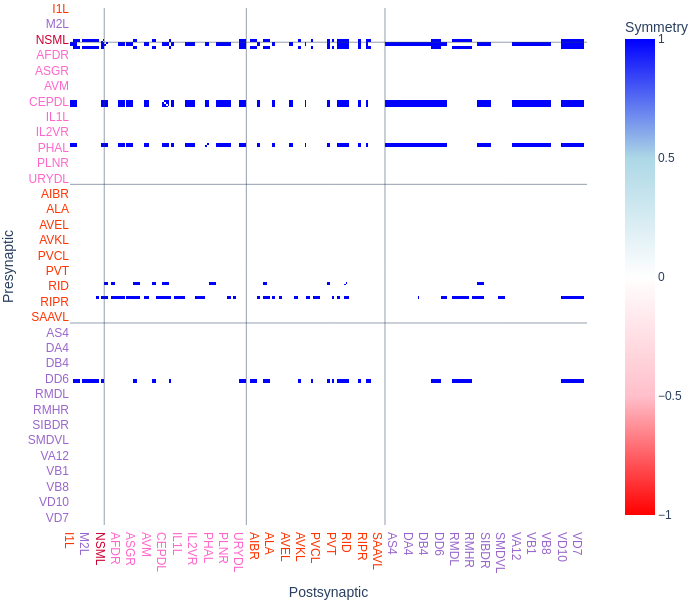 Symmetry
1
0.5
0
−0.5
−1
Presynaptic
I1L
M2L
NSML
AFDR
ASGR
AVM
CEPDL
IL1L
IL2VR
PHAL
PLNR
URYDL
AIBR
ALA
AVEL
AVKL
PVCL
PVT
RID
RIPR
SAAVL
AS4
DA4
DB4
DD6
RMDL
RMHR
SIBDR
SMDVL
VA12
VB1
VB8
VD10
VD7
I1L
M2L
NSML
AFDR
ASGR
AVM
CEPDL
IL1L
IL2VR
PHAL
PLNR
URYDL
AIBR
ALA
AVEL
AVKL
PVCL
PVT
RID
RIPR
SAAVL
AS4
DA4
DB4
DD6
RMDL
RMHR
SIBDR
SMDVL
VA12
VB1
VB8
VD10
VD7
Postsynaptic